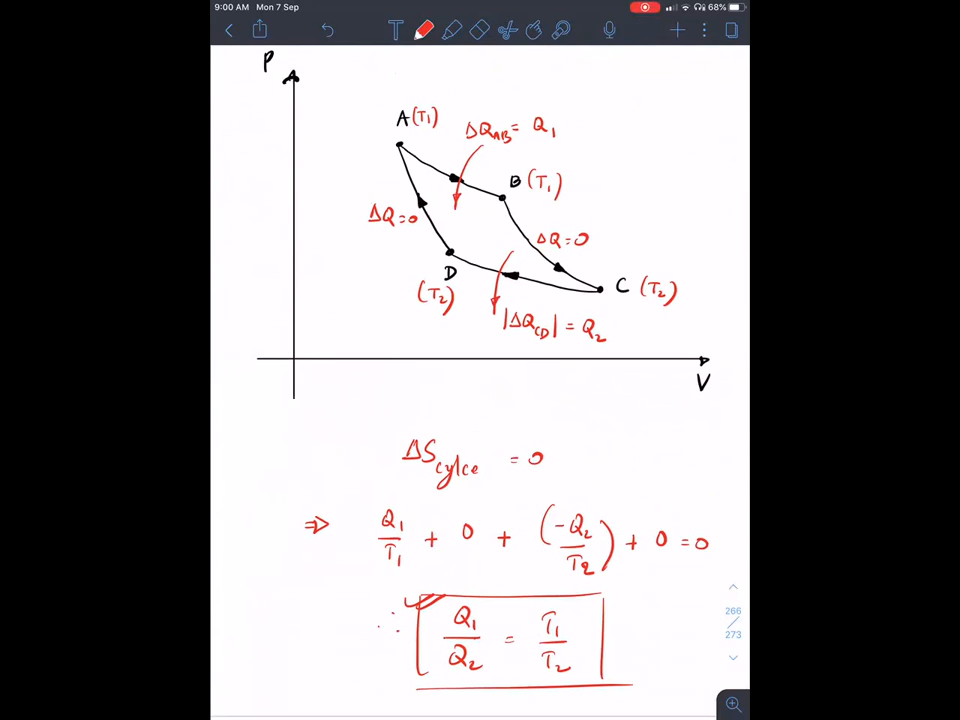 9:00 AM Mon 7 Sep
68%
T
P
A(T1)
ΔQAB = Q1
B (T1)
ΔQ=0
ΔQ=0
D
C (T2)
(T2)
|ΔQCD| = Q2
V
ΔScylce = 0
⇒ Q1/T1 + 0 + (-Q2/T2) + 0 = 0
∴ Q1/Q2 = T1/T2
266
/
273